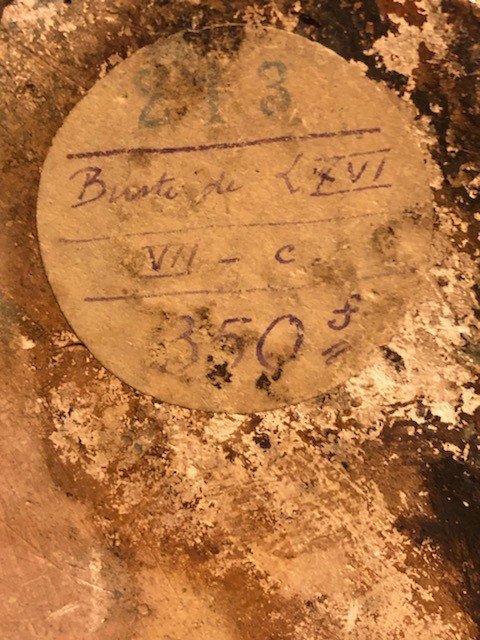 213
Buste de LXVI
VII - C
350 f